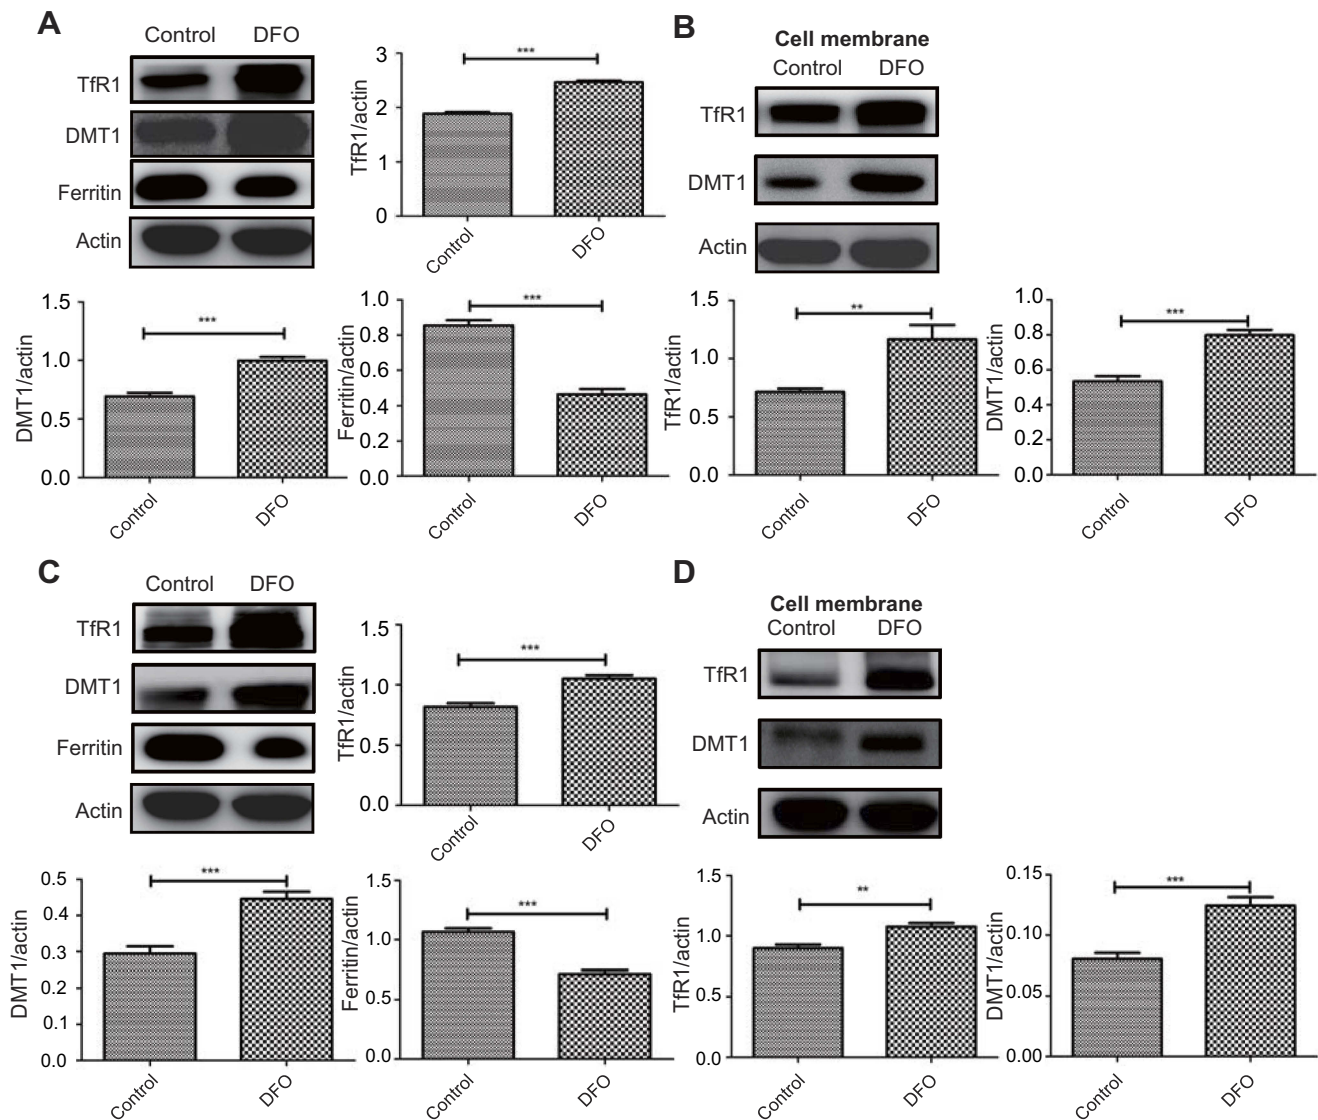 A
Control DFO
TfR1
DMT1
Ferritin
Actin
3
2
1
0
TfR1/actin
***
Control
DFO
1.5
1.0
0.5
0.0
DMT1/actin
***
Control
DFO
1.0
0.8
0.6
0.4
0.2
0.0
Ferritin/actin
***
Control
DFO
B
Cell membrane
Control DFO
TfR1
DMT1
Actin
1.5
1.0
0.5
0.0
TfR1/actin
**
Control
DFO
1.0
0.8
0.6
0.4
0.2
0.0
DMT1/actin
***
Control
DFO
C
Control DFO
TfR1
DMT1
Ferritin
Actin
1.5
1.0
0.5
0.0
TfR1/actin
***
Control
DFO
0.5
0.4
0.3
0.2
0.1
0.0
DMT1/actin
***
Control
DFO
1.5
1.0
0.5
0.0
Ferritin/actin
***
Control
DFO
D
Cell membrane
Control DFO
TfR1
DMT1
Actin
1.5
1.0
0.5
0.0
TfR1/actin
**
Control
DFO
0.15
0.10
0.05
0.00
DMT1/actin
***
Control
DFO